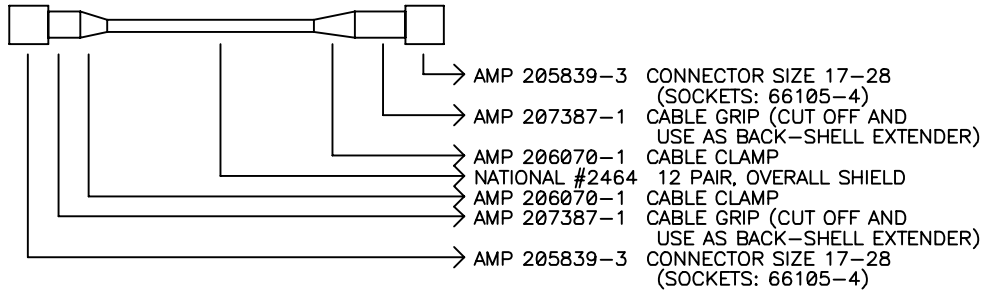 AMP 205839-3 CONNECTOR SIZE 17-28
(SOCKETS: 66105-4)
AMP 207387-1 CABLE GRIP (CUT OFF AND
USE AS BACK-SHELL EXTENDER)
AMP 206070-1 CABLE CLAMP
NATIONAL #2464 12 PAIR, OVERALL SHIELD
AMP 206070-1 CABLE CLAMP
AMP 207387-1 CABLE GRIP (CUT OFF AND
USE AS BACK-SHELL EXTENDER)
AMP 205839-3 CONNECTOR SIZE 17-28
(SOCKETS: 66105-4)